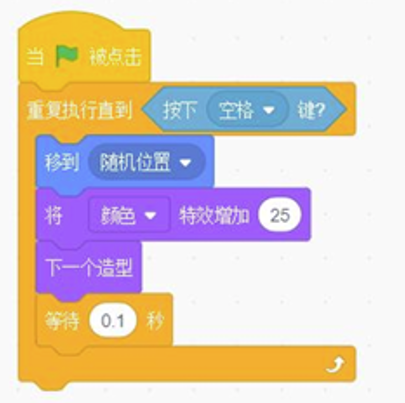 当 被点击
重复执行直到 按下 空格 键?
移到 随机位置
将 颜色 特效增加 25
下一个造型
等待 0.1 秒